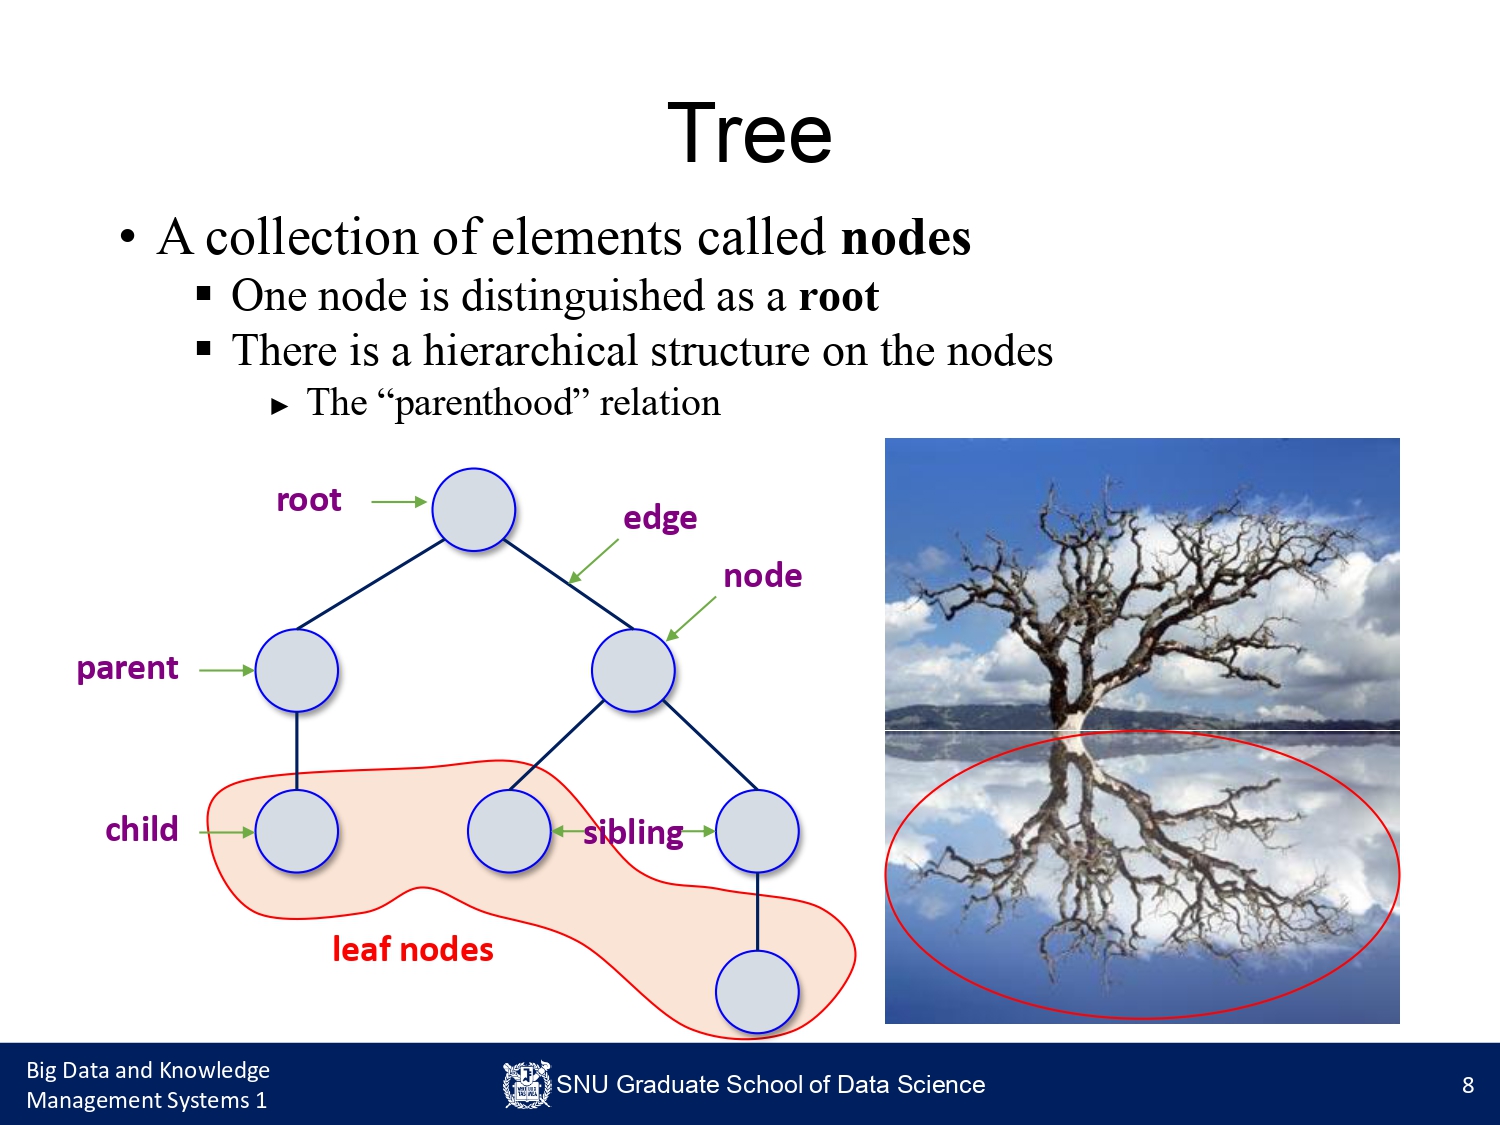 Tree
• A collection of elements called nodes
▪ One node is distinguished as a root
▪ There is a hierarchical structure on the nodes
► The “parenthood” relation
root
edge
node
parent
child
sibling
leaf nodes
Big Data and Knowledge
Management Systems 1
SNU Graduate School of Data Science
8